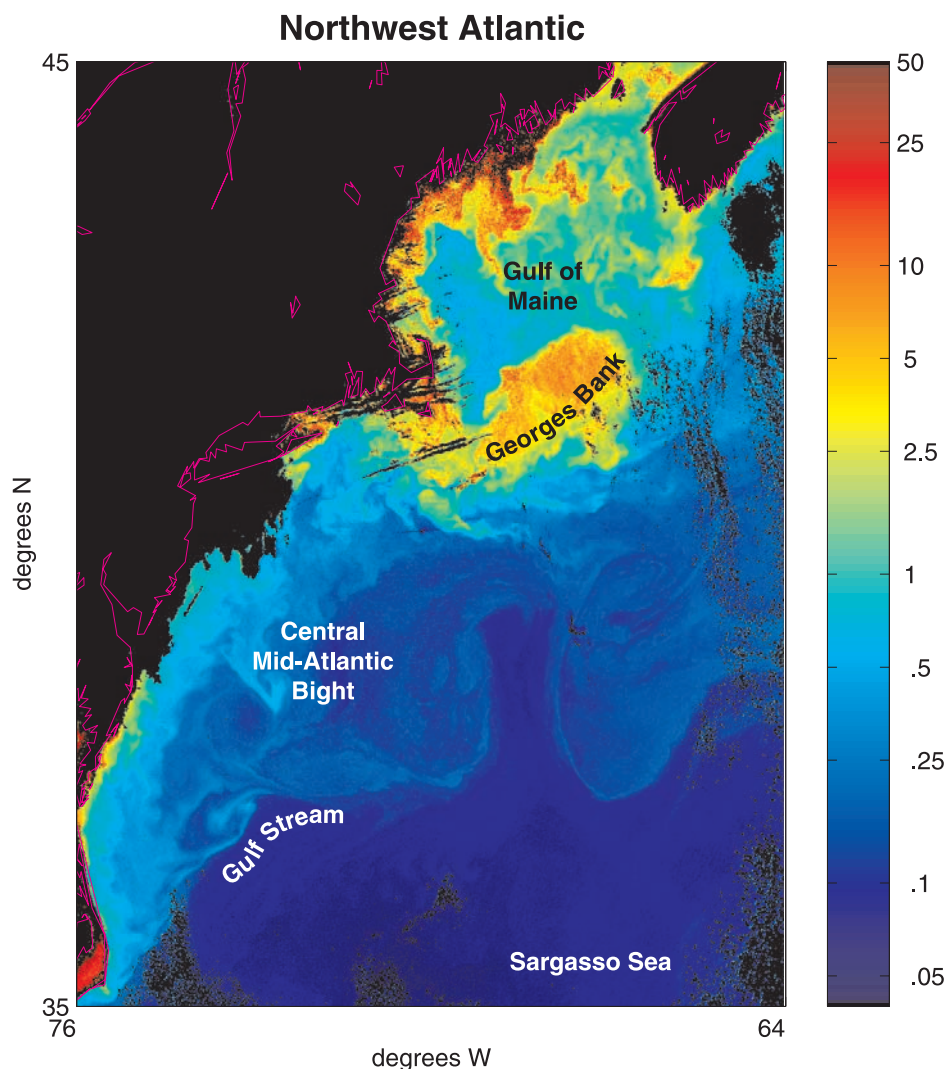 Northwest Atlantic
45
50
25
10
5
2.5
1
.5
.25
.1
.05
degrees N
Gulf of
Maine
Georges Bank
Central
Mid-Atlantic
Bight
Gulf Stream
Sargasso Sea
35
76
64
degrees W